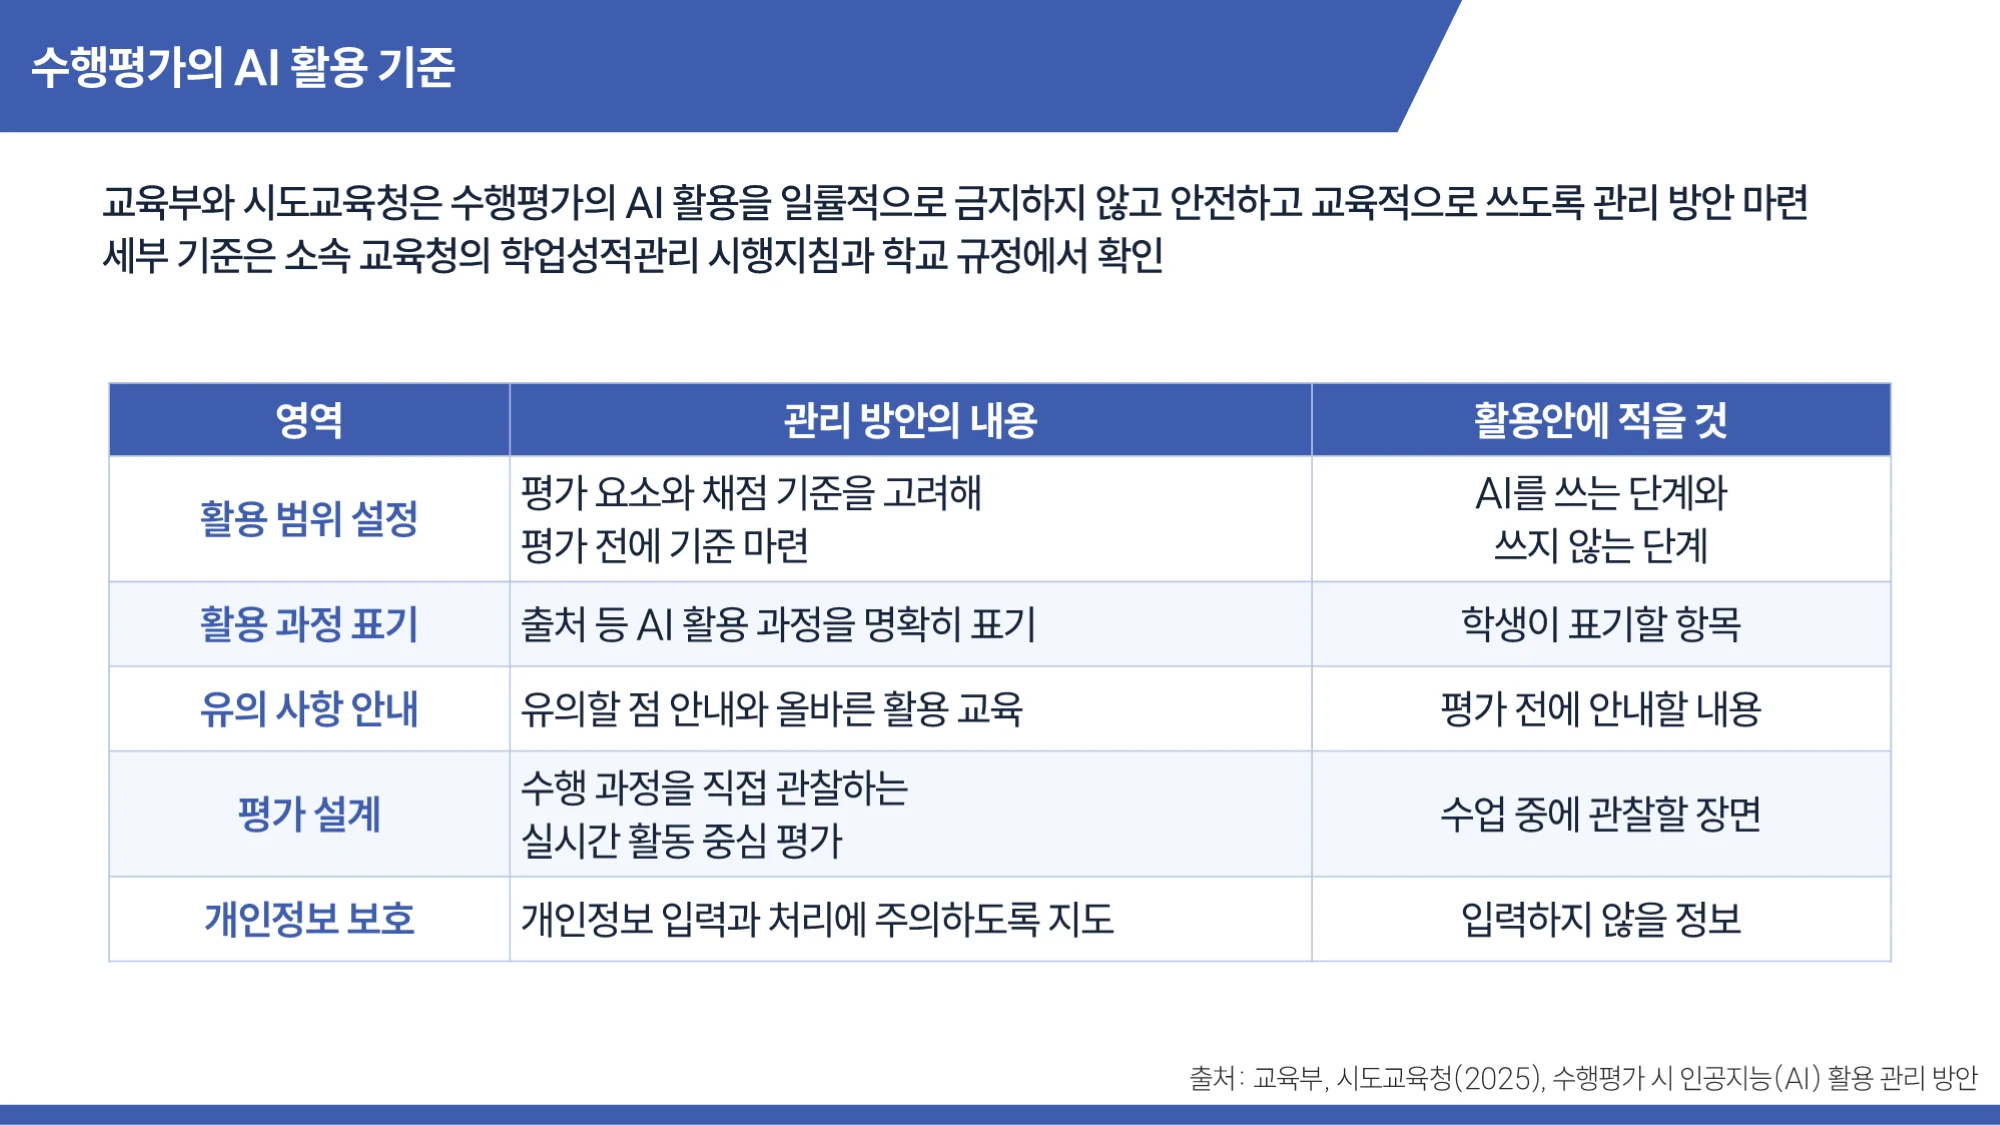 수행평가의 AI 활용 기준
교육부와 시도교육청은 수행평가의 AI 활용을 일률적으로 금지하지 않고 안전하고 교육적으로 쓰도록 관리 방안 마련
세부 기준은 소속 교육청의 학업성적관리 시행지침과 학교 규정에서 확인
영역
관리 방안의 내용
활용안에 적을 것
활용 범위 설정
평가 요소와 채점 기준을 고려해
평가 전에 기준 마련
AI를 쓰는 단계와
쓰지 않는 단계
활용 과정 표기
출처 등 AI 활용 과정을 명확히 표기
학생이 표기할 항목
유의 사항 안내
유의할 점 안내와 올바른 활용 교육
평가 전에 안내할 내용
평가 설계
수행 과정을 직접 관찰하는
실시간 활동 중심 평가
수업 중에 관찰할 장면
개인정보 보호
개인정보 입력과 처리에 주의하도록 지도
입력하지 않을 정보
출처: 교육부, 시도교육청(2025), 수행평가 시 인공지능(AI) 활용 관리 방안